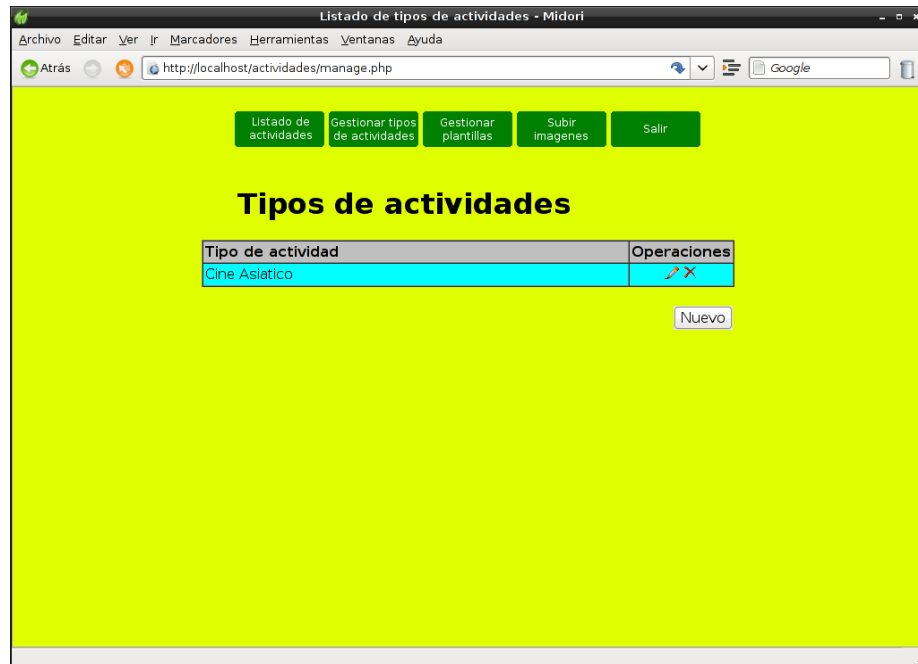 Listado de tipos de actividades - Midori
Archivo Editar Ver Ir Marcadores Herramientas Ventanas Ayuda
Atrás http://localhost/actividades/manage.php Google
Listado de actividades
Gestionar tipos de actividades
Gestionar plantillas
Subir imagenes
Salir
Tipos de actividades
Tipo de actividad Operaciones
Cine Asiatico
Nuevo